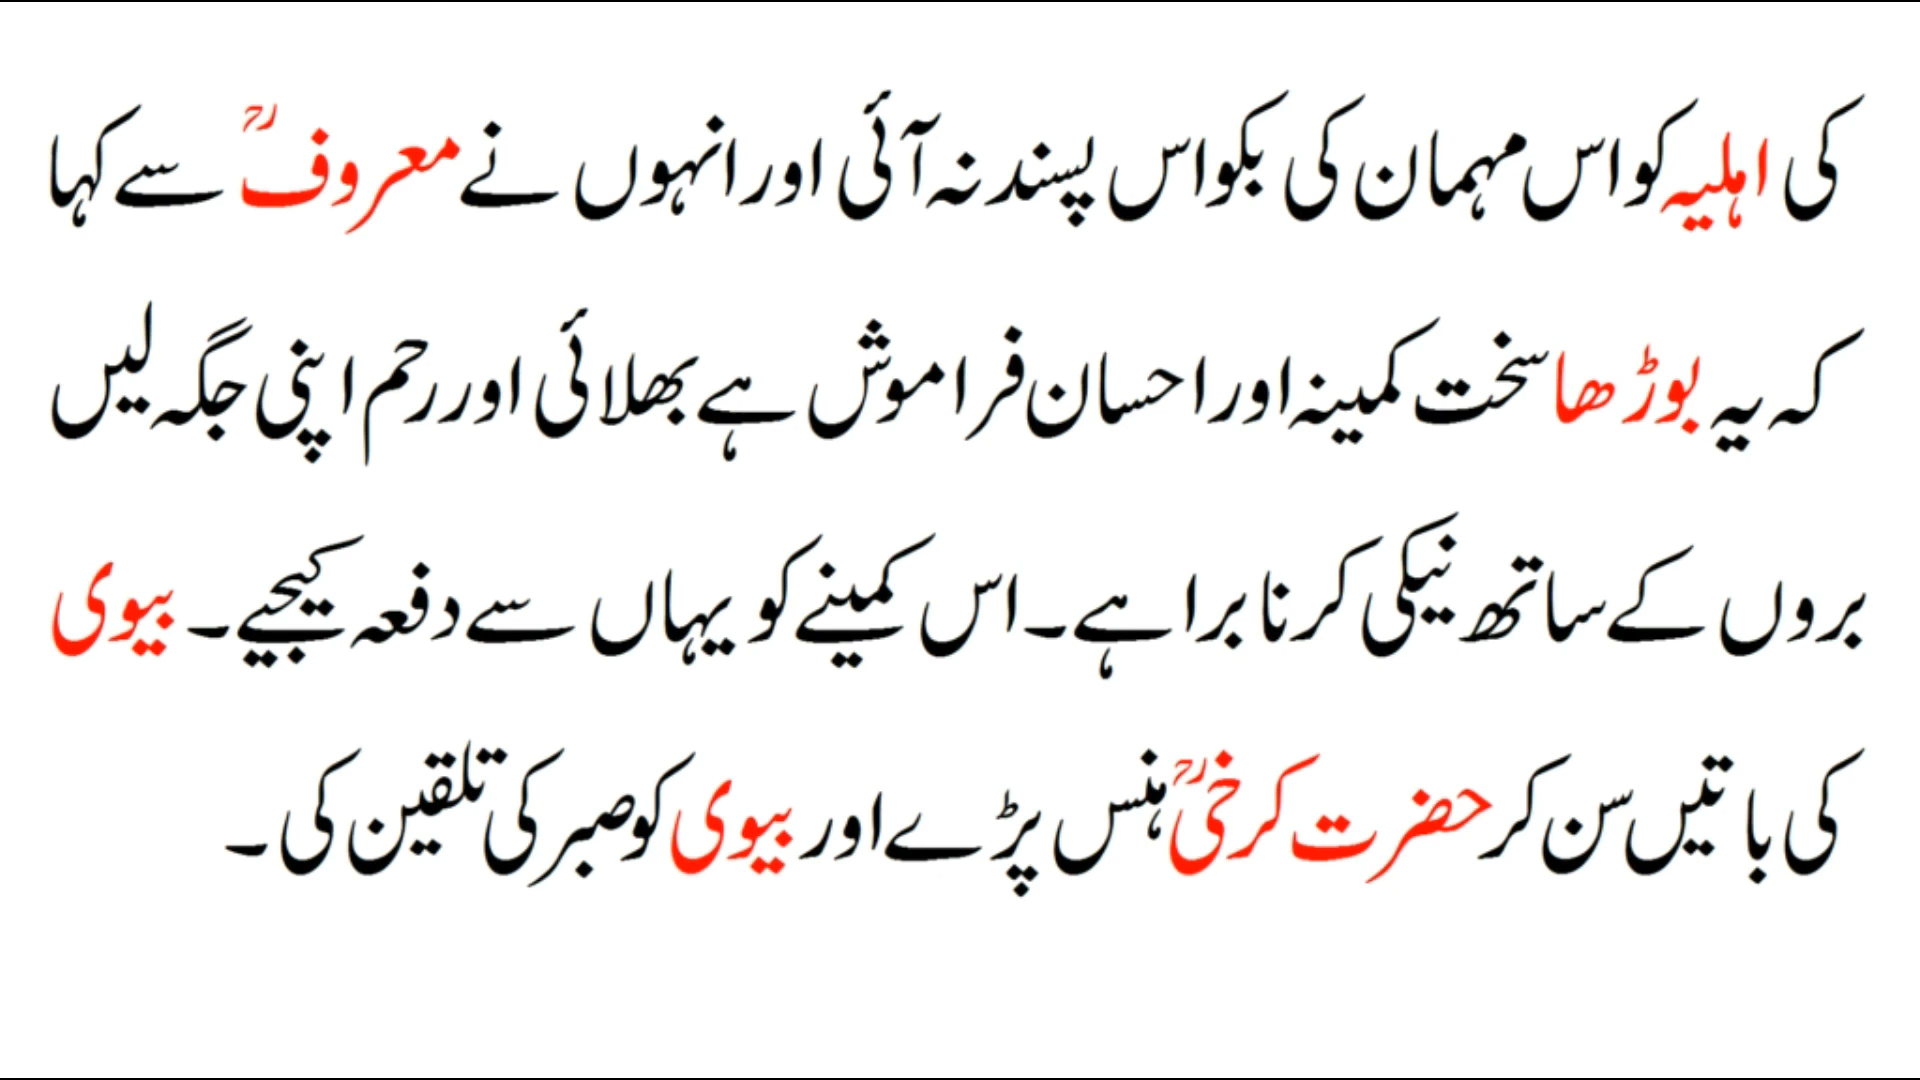 کی اہلیہ کو اس مہمان کی بکواس پسند نہ آئی اور انہوں نے معروفؒ سے کہا
کہ یہ بوڑھا سخت کمینہ اور احسان فراموش ہے بھلائی اور رحم اپنی جگہ لیں
بروں کے ساتھ نیکی کرنا برا ہے۔ اس کمینے کو یہاں سے دفعہ کیجیے۔ بیوی
کی باتیں سن کر حضرت کرخیؒ ہنس پڑے اور بیوی کو صبر کی تلقین کی۔